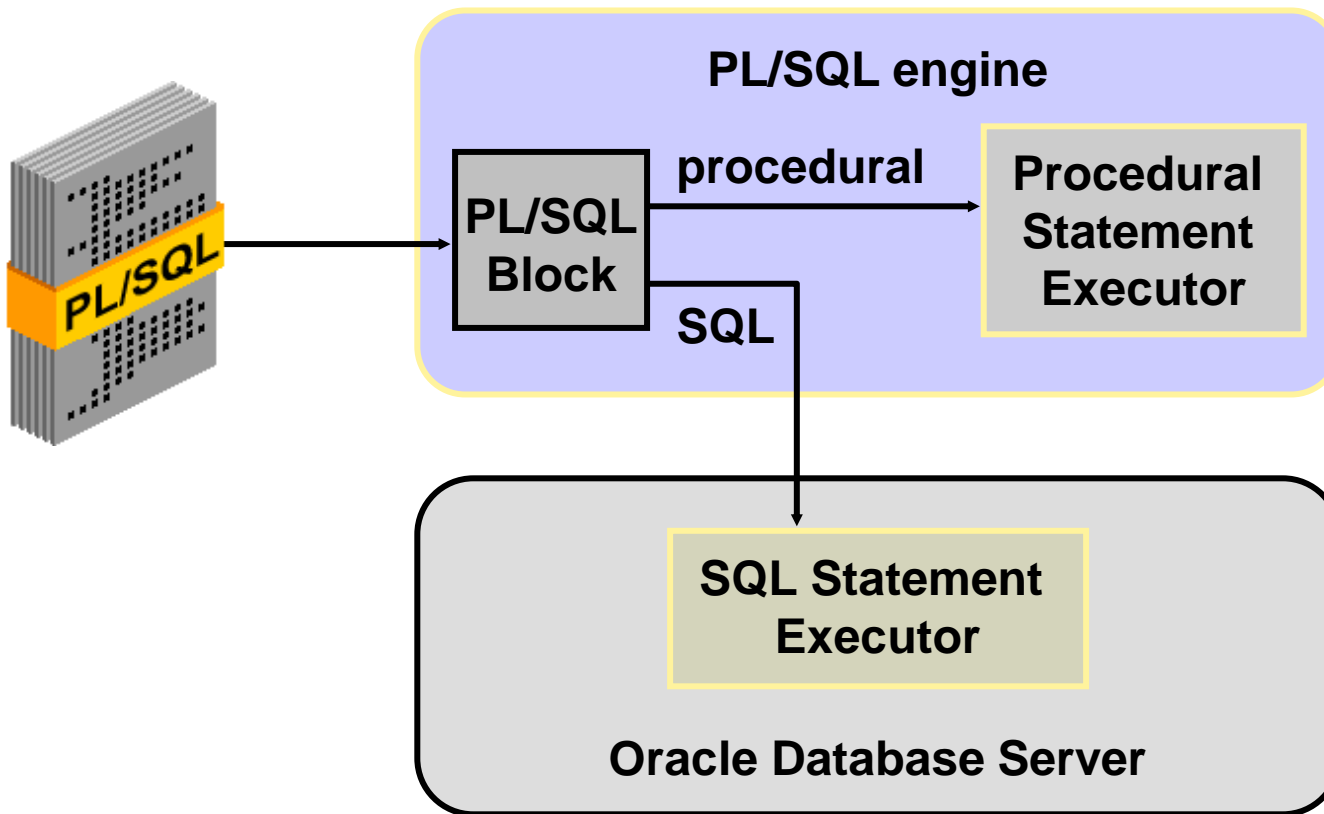 PL/SQL engine
PL/SQL
PL/SQL
Block
procedural
SQL
Procedural
Statement
Executor
SQL Statement
Executor
Oracle Database Server